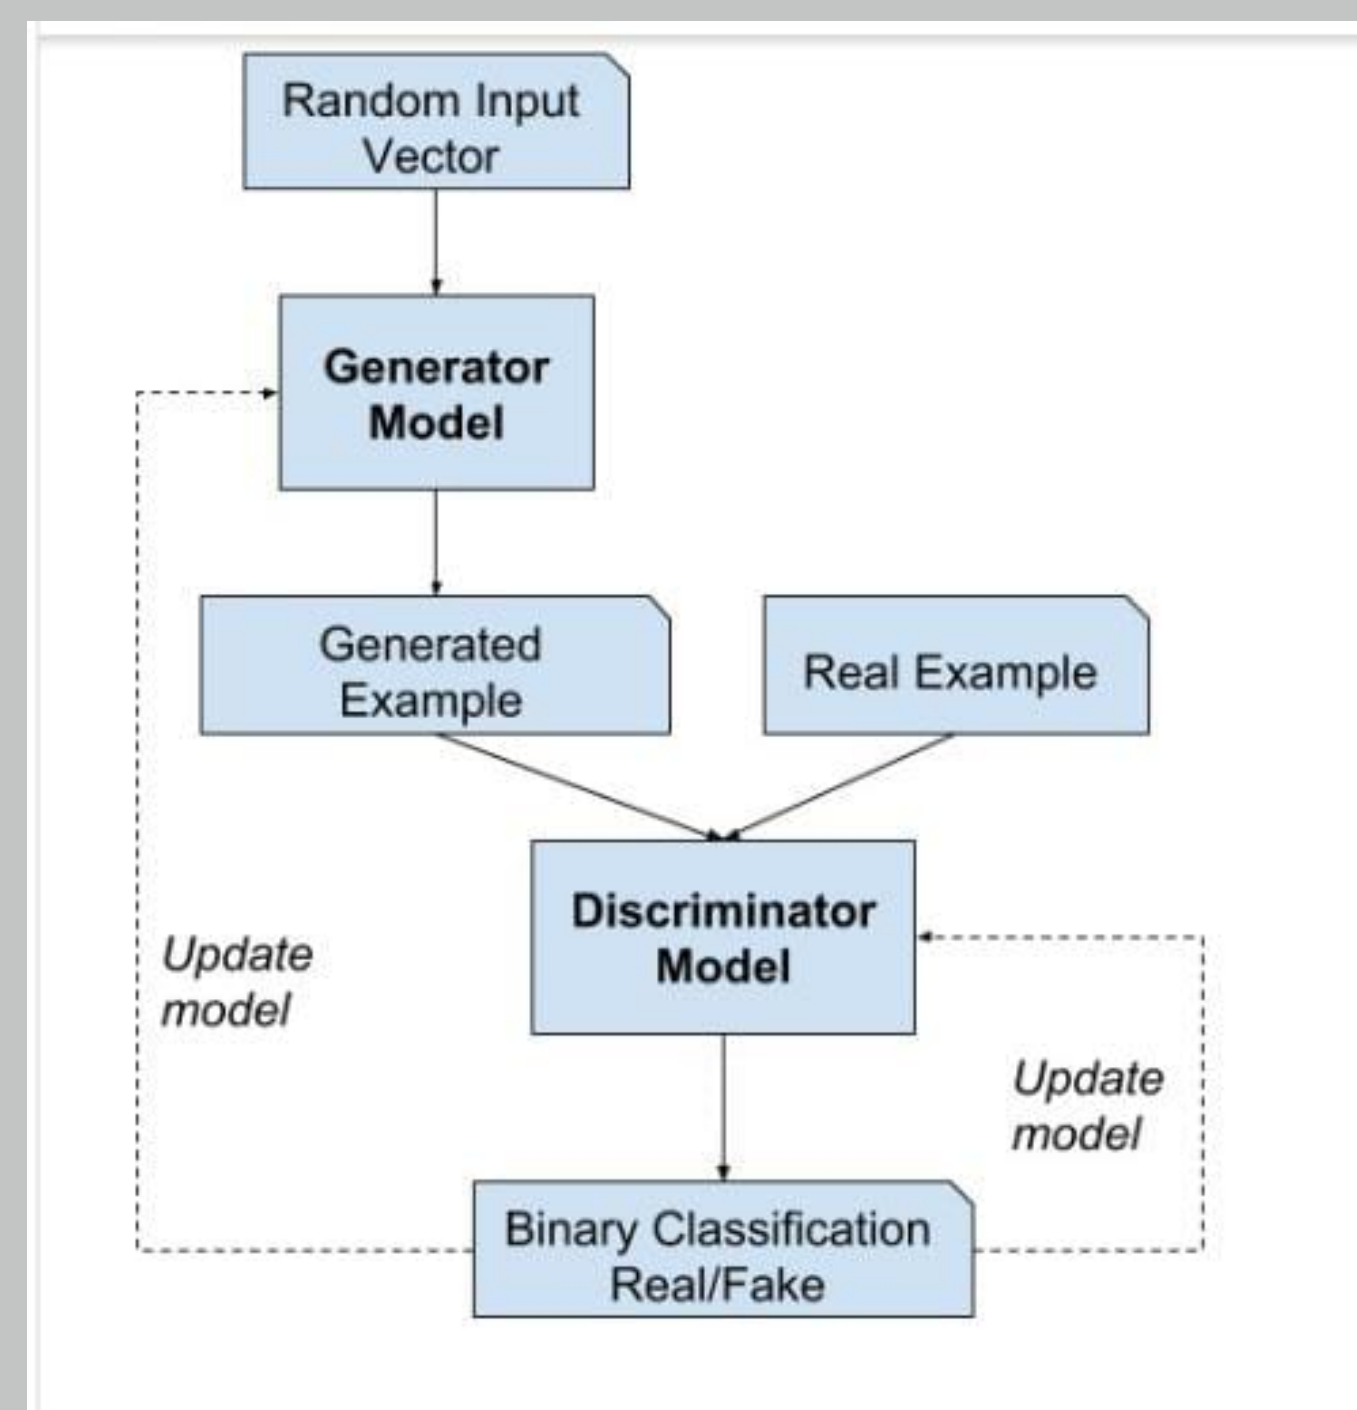 Random Input
Vector
Generator
Model
Generated
Example
Real Example
Discriminator
Model
Update
model
Update
model
Binary Classification
Real/Fake